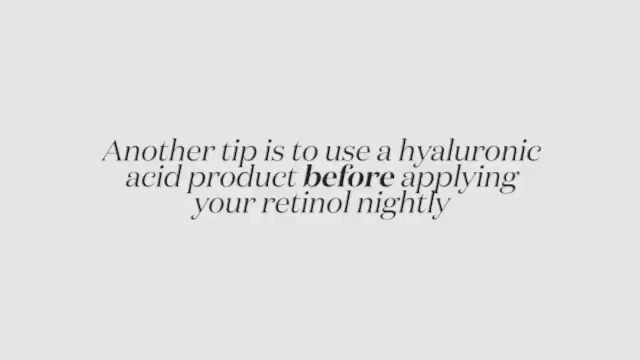 Another tip is to use a hyaluronic
acid product before applying
your retinol nightly